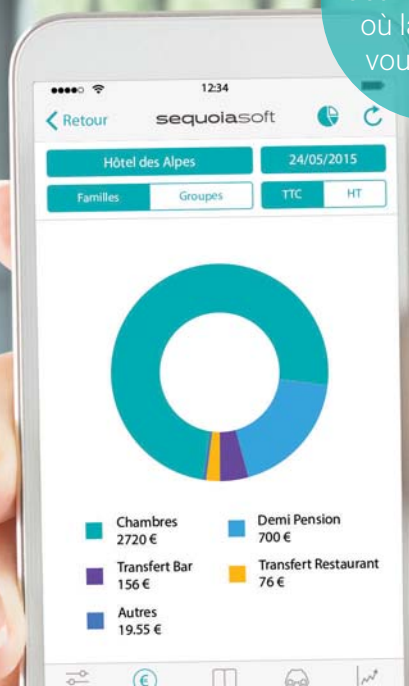 où la
vou
12:34
Retour
sequoiasoft
Hôtel des Alpes
24/05/2015
Familles
Groupes
TTC
HT
Chambres
2720 €
Demi Pension
700 €
Transfert Bar
156 €
Transfert Restaurant
76 €
Autres
19.55 €
€